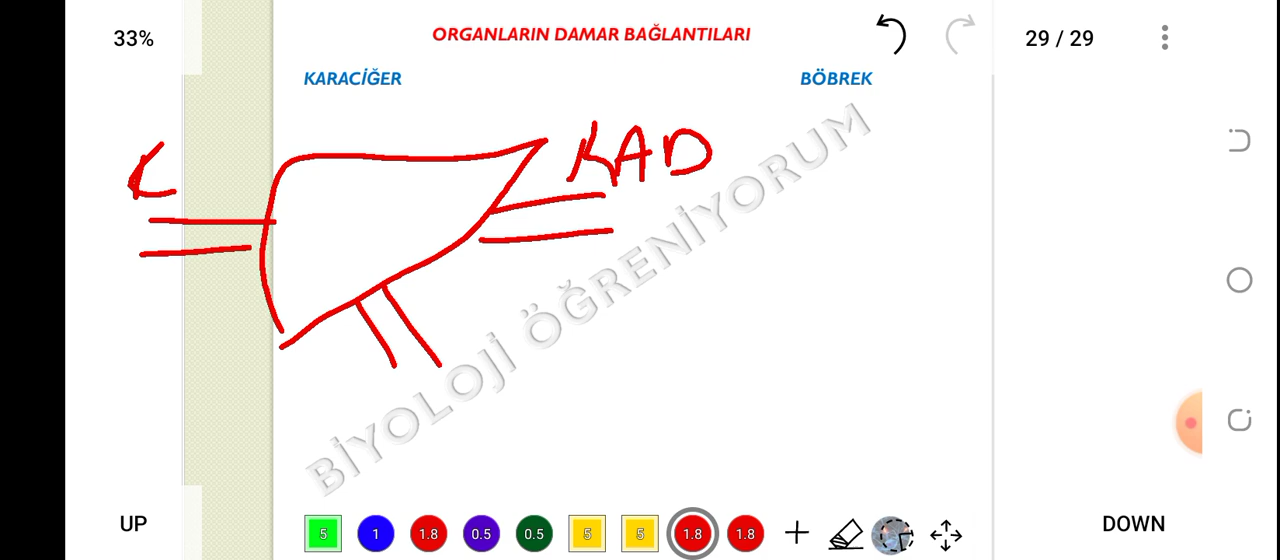 33%
ORGANLARIN DAMAR BAĞLANTILARI
29 / 29
KARACİĞER
BÖBREK
K
KAD
BİYOLOJİ ÖĞRENİYORUM
UP
5 1 1.8 0.5 0.5 5 5 1.8 1.8
DOWN